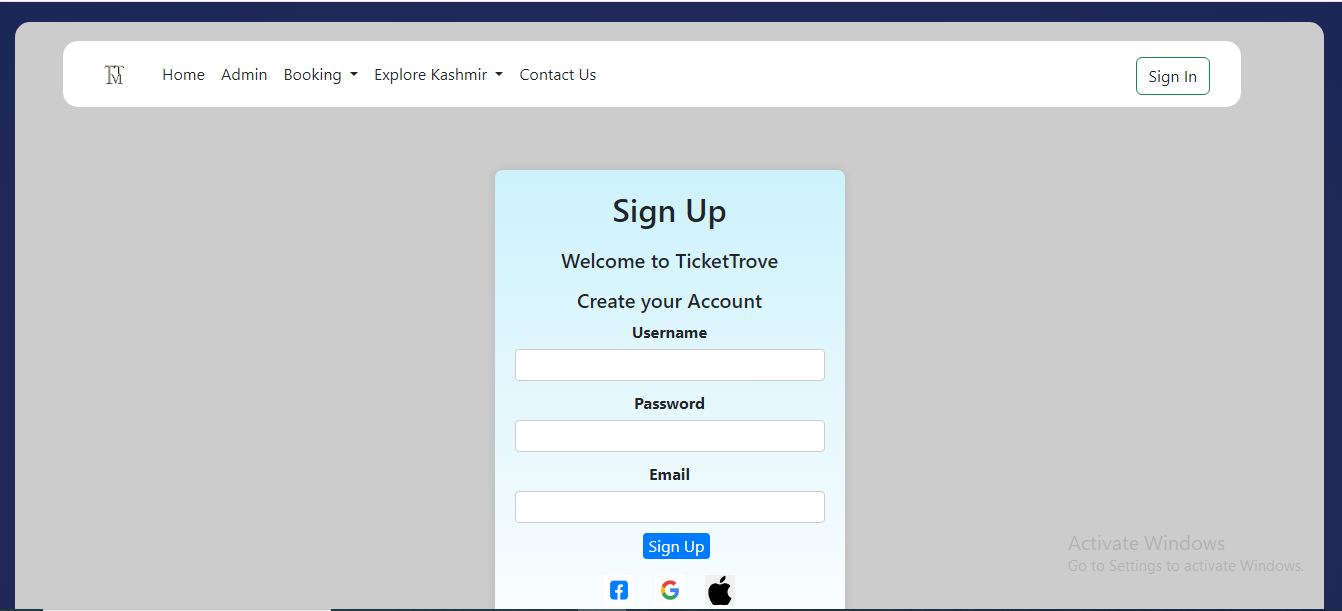 TTM
Home Admin Booking Explore Kashmir Contact Us Sign In
Sign Up
Welcome to TicketTrove
Create your Account
Username
Password
Email
Sign Up
Activate Windows
Go to Settings to activate Windows.